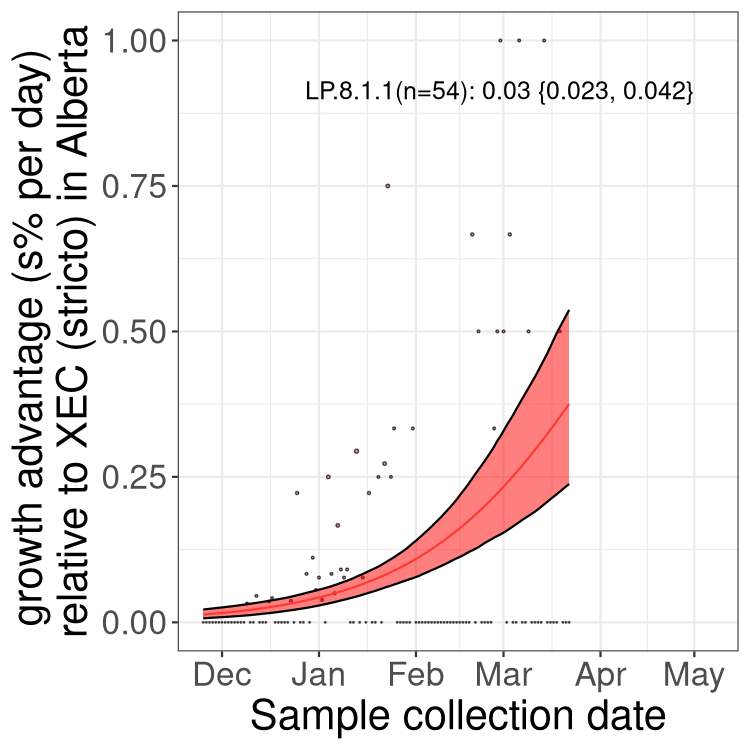 growth advantage (s% per day)
relative to XEC (stricto) in Alberta
1.00
0.75
0.50
0.25
0.00
LP.8.1.1(n=54): 0.03 {0.023, 0.042}
Dec Jan Feb Mar Apr May
Sample collection date